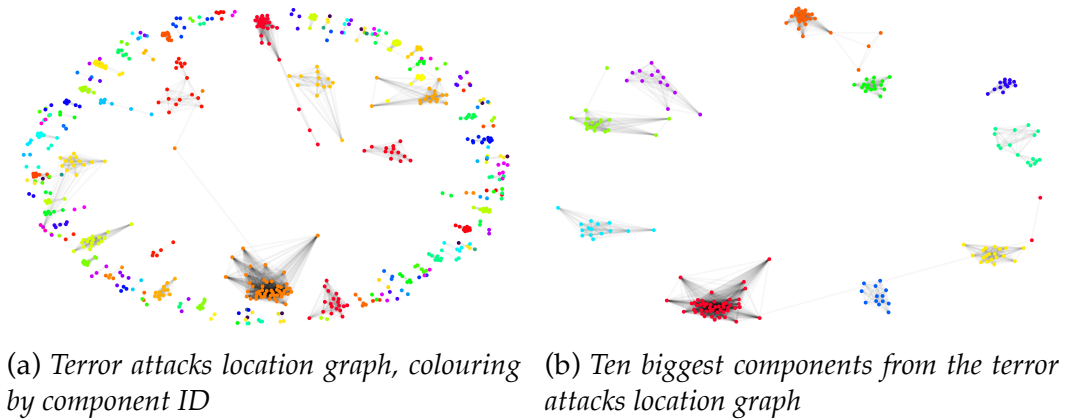 (a) Terror attacks location graph, colouring
by component ID
(b) Ten biggest components from the terror
attacks location graph